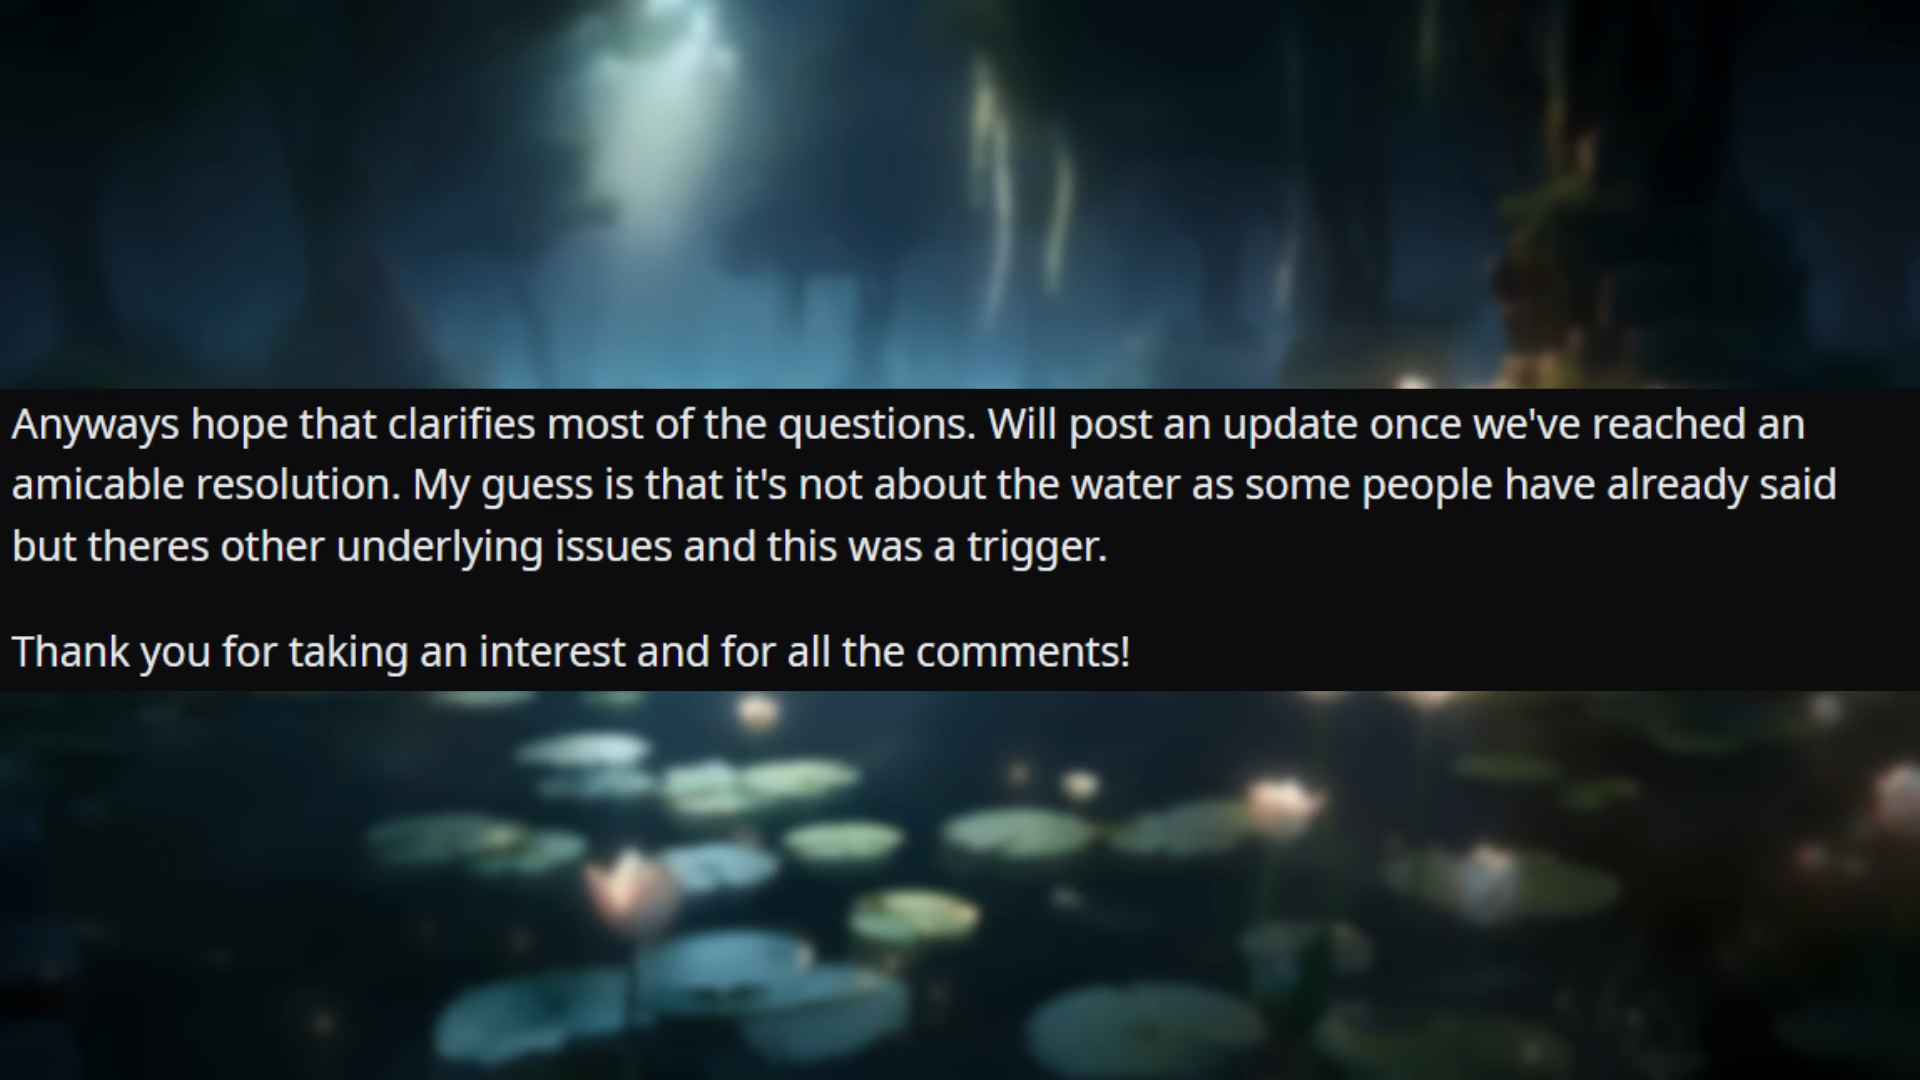 Anyways hope that clarifies most of the questions. Will post an update once we've reached an
amicable resolution. My guess is that it's not about the water as some people have already said
but theres other underlying issues and this was a trigger.
Thank you for taking an interest and for all the comments!